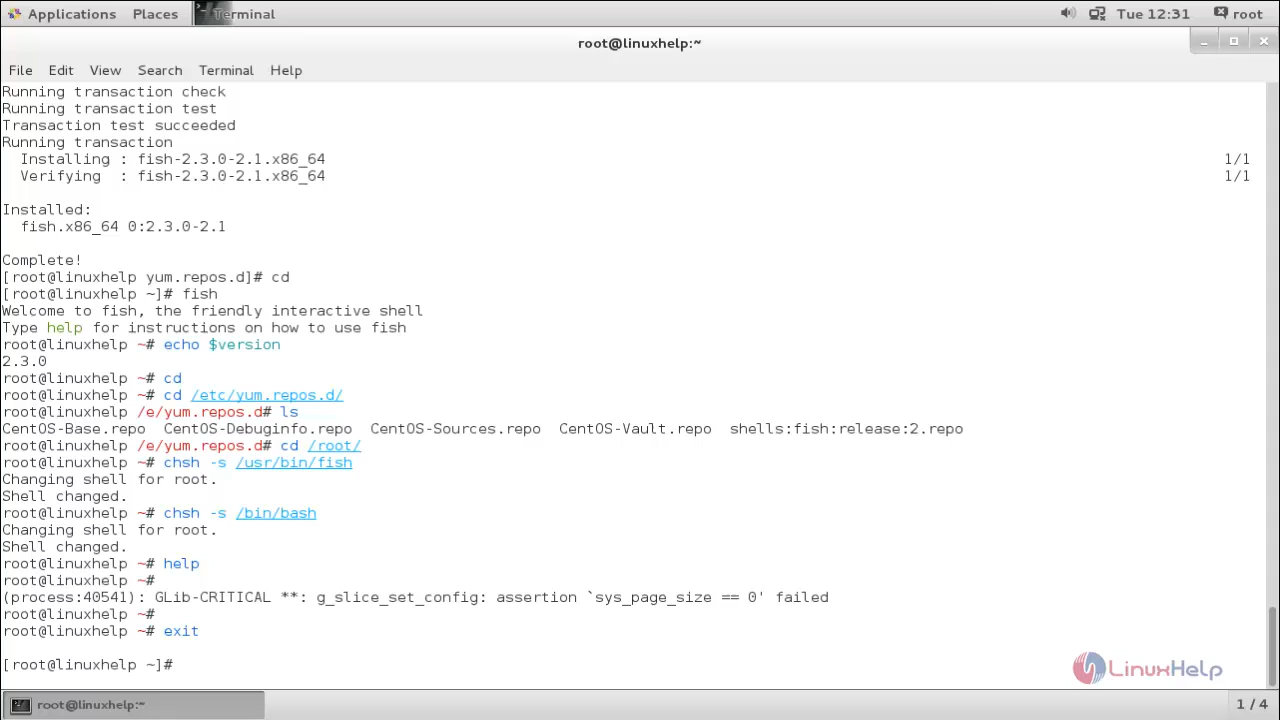 Applications Places Terminal Tue 12:31 root
root@linuxhelp:~
File Edit View Search Terminal Help
Running transaction check
Running transaction test
Transaction test succeeded
Running transaction
  Installing : fish-2.3.0-2.1.x86_64 1/1
  Verifying  : fish-2.3.0-2.1.x86_64 1/1
Installed:
  fish.x86_64 0:2.3.0-2.1
Complete!
[root@linuxhelp yum.repos.d]# cd
[root@linuxhelp ~]# fish
Welcome to fish, the friendly interactive shell
Type help for instructions on how to use fish
root@linuxhelp ~# echo $version
2.3.0
root@linuxhelp ~# cd
root@linuxhelp ~# cd /etc/yum.repos.d/
root@linuxhelp /e/yum.repos.d# ls
CentOS-Base.repo  CentOS-Debuginfo.repo  CentOS-Sources.repo  CentOS-Vault.repo  shells:fish:release:2.repo
root@linuxhelp /e/yum.repos.d# cd /root/
root@linuxhelp ~# chsh -s /usr/bin/fish
Changing shell for root.
Shell changed.
root@linuxhelp ~# chsh -s /bin/bash
Changing shell for root.
Shell changed.
root@linuxhelp ~# help
root@linuxhelp ~#
(process:40541): GLib-CRITICAL **: g_slice_set_config: assertion `sys_page_size == 0' failed
root@linuxhelp ~#
root@linuxhelp ~# exit
[root@linuxhelp ~]#
LinuxHelp
root@linuxhelp:~ 1 / 4